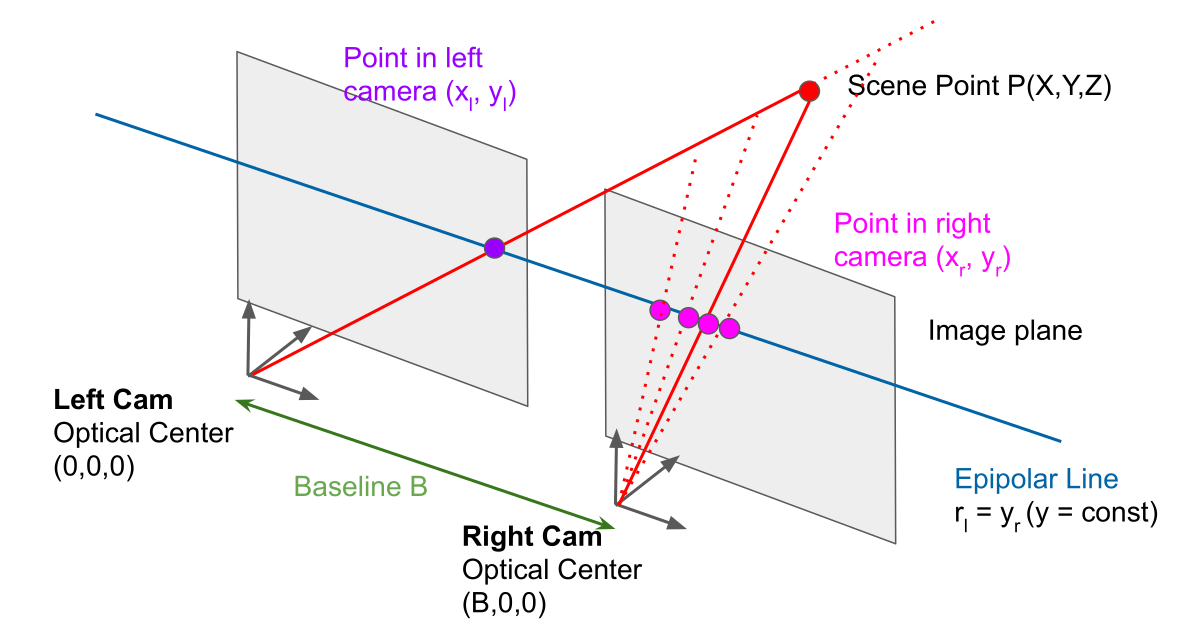 Point in left
camera (xl, yl)
Scene Point P(X,Y,Z)
Point in right
camera (xr, yr)
Image plane
Left Cam
Optical Center
(0,0,0)
Baseline B
Epipolar Line
rl = yr (y = const)
Right Cam
Optical Center
(B,0,0)